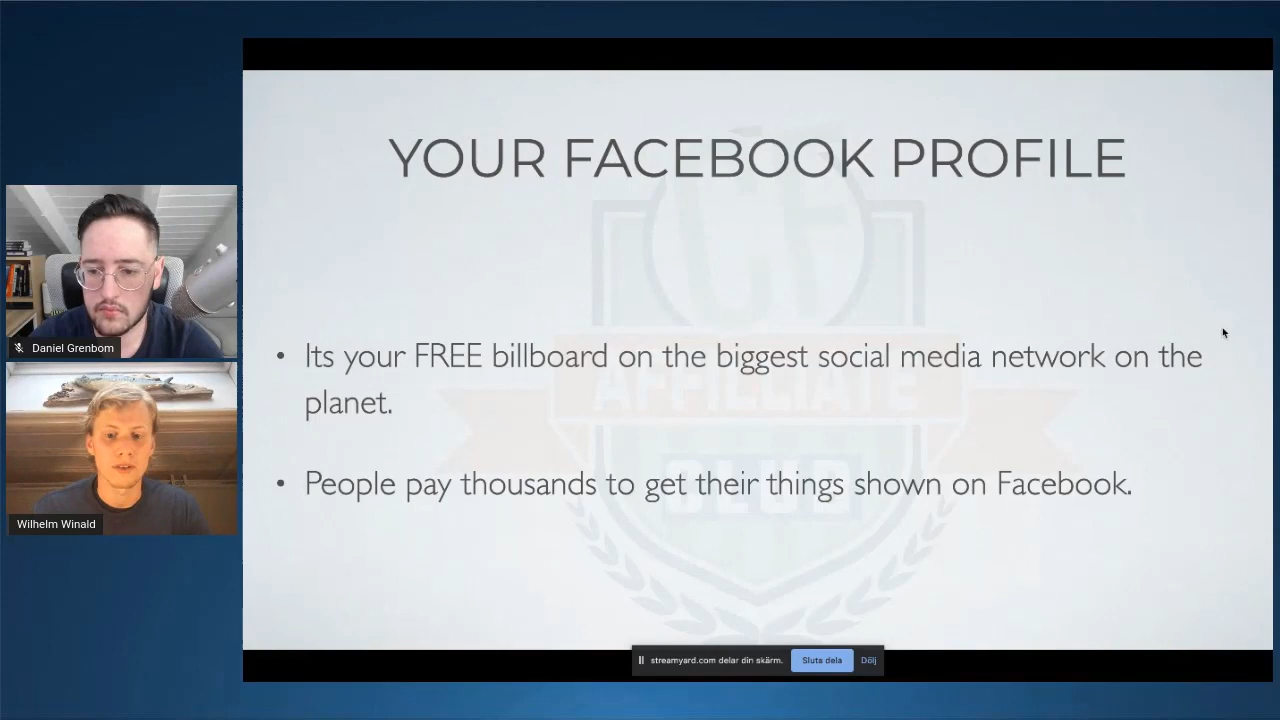 YOUR FACEBOOK PROFILE
• Its your FREE billboard on the biggest social media network on the
planet.
• People pay thousands to get their things shown on Facebook.
AFFILLIATE
CLUB
Daniel Grenbom
Wilhelm Winald
streamyard.com delar din skärm.
Sluta dela
Dölj